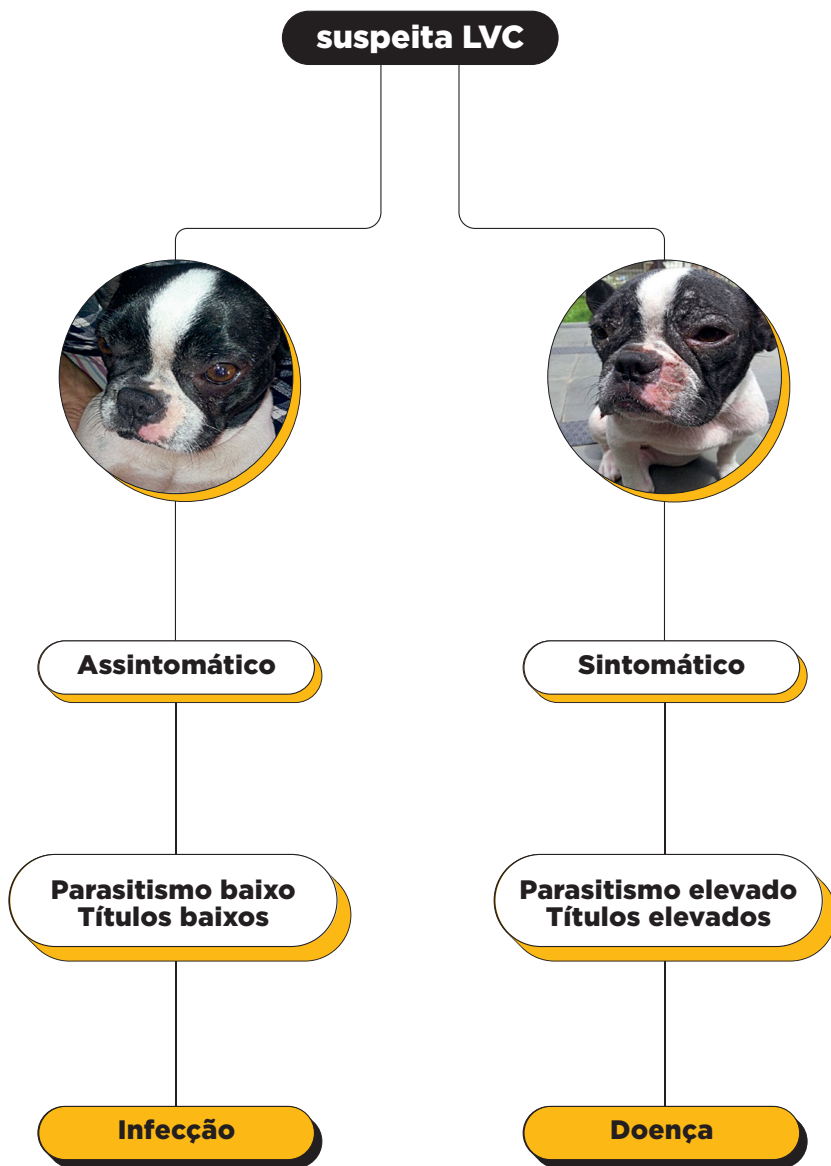 suspeita LVC
Assintomático
Sintomático
Parasitismo baixo
Títulos baixos
Parasitismo elevado
Títulos elevados
Infecção
Doença